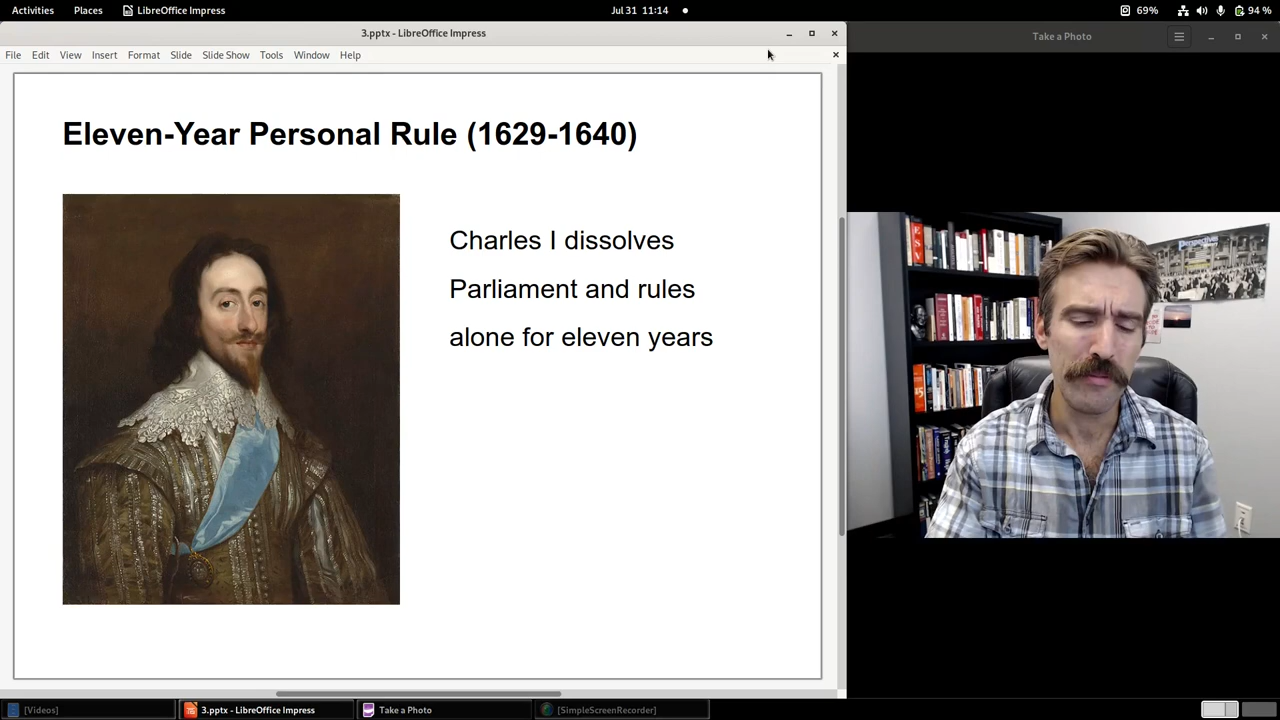 Activities
Places
LibreOffice Impress
Jul 31 11:14
69%
94 %
3.pptx - LibreOffice Impress
Take a Photo
File
Edit
View
Insert
Format
Slide
Slide Show
Tools
Window
Help
Eleven-Year Personal Rule (1629-1640)
Charles I dissolves
Parliament and rules
alone for eleven years
ESV
Perspective
[Videos]
3.pptx - LibreOffice Impress
Take a Photo
[SimpleScreenRecorder]